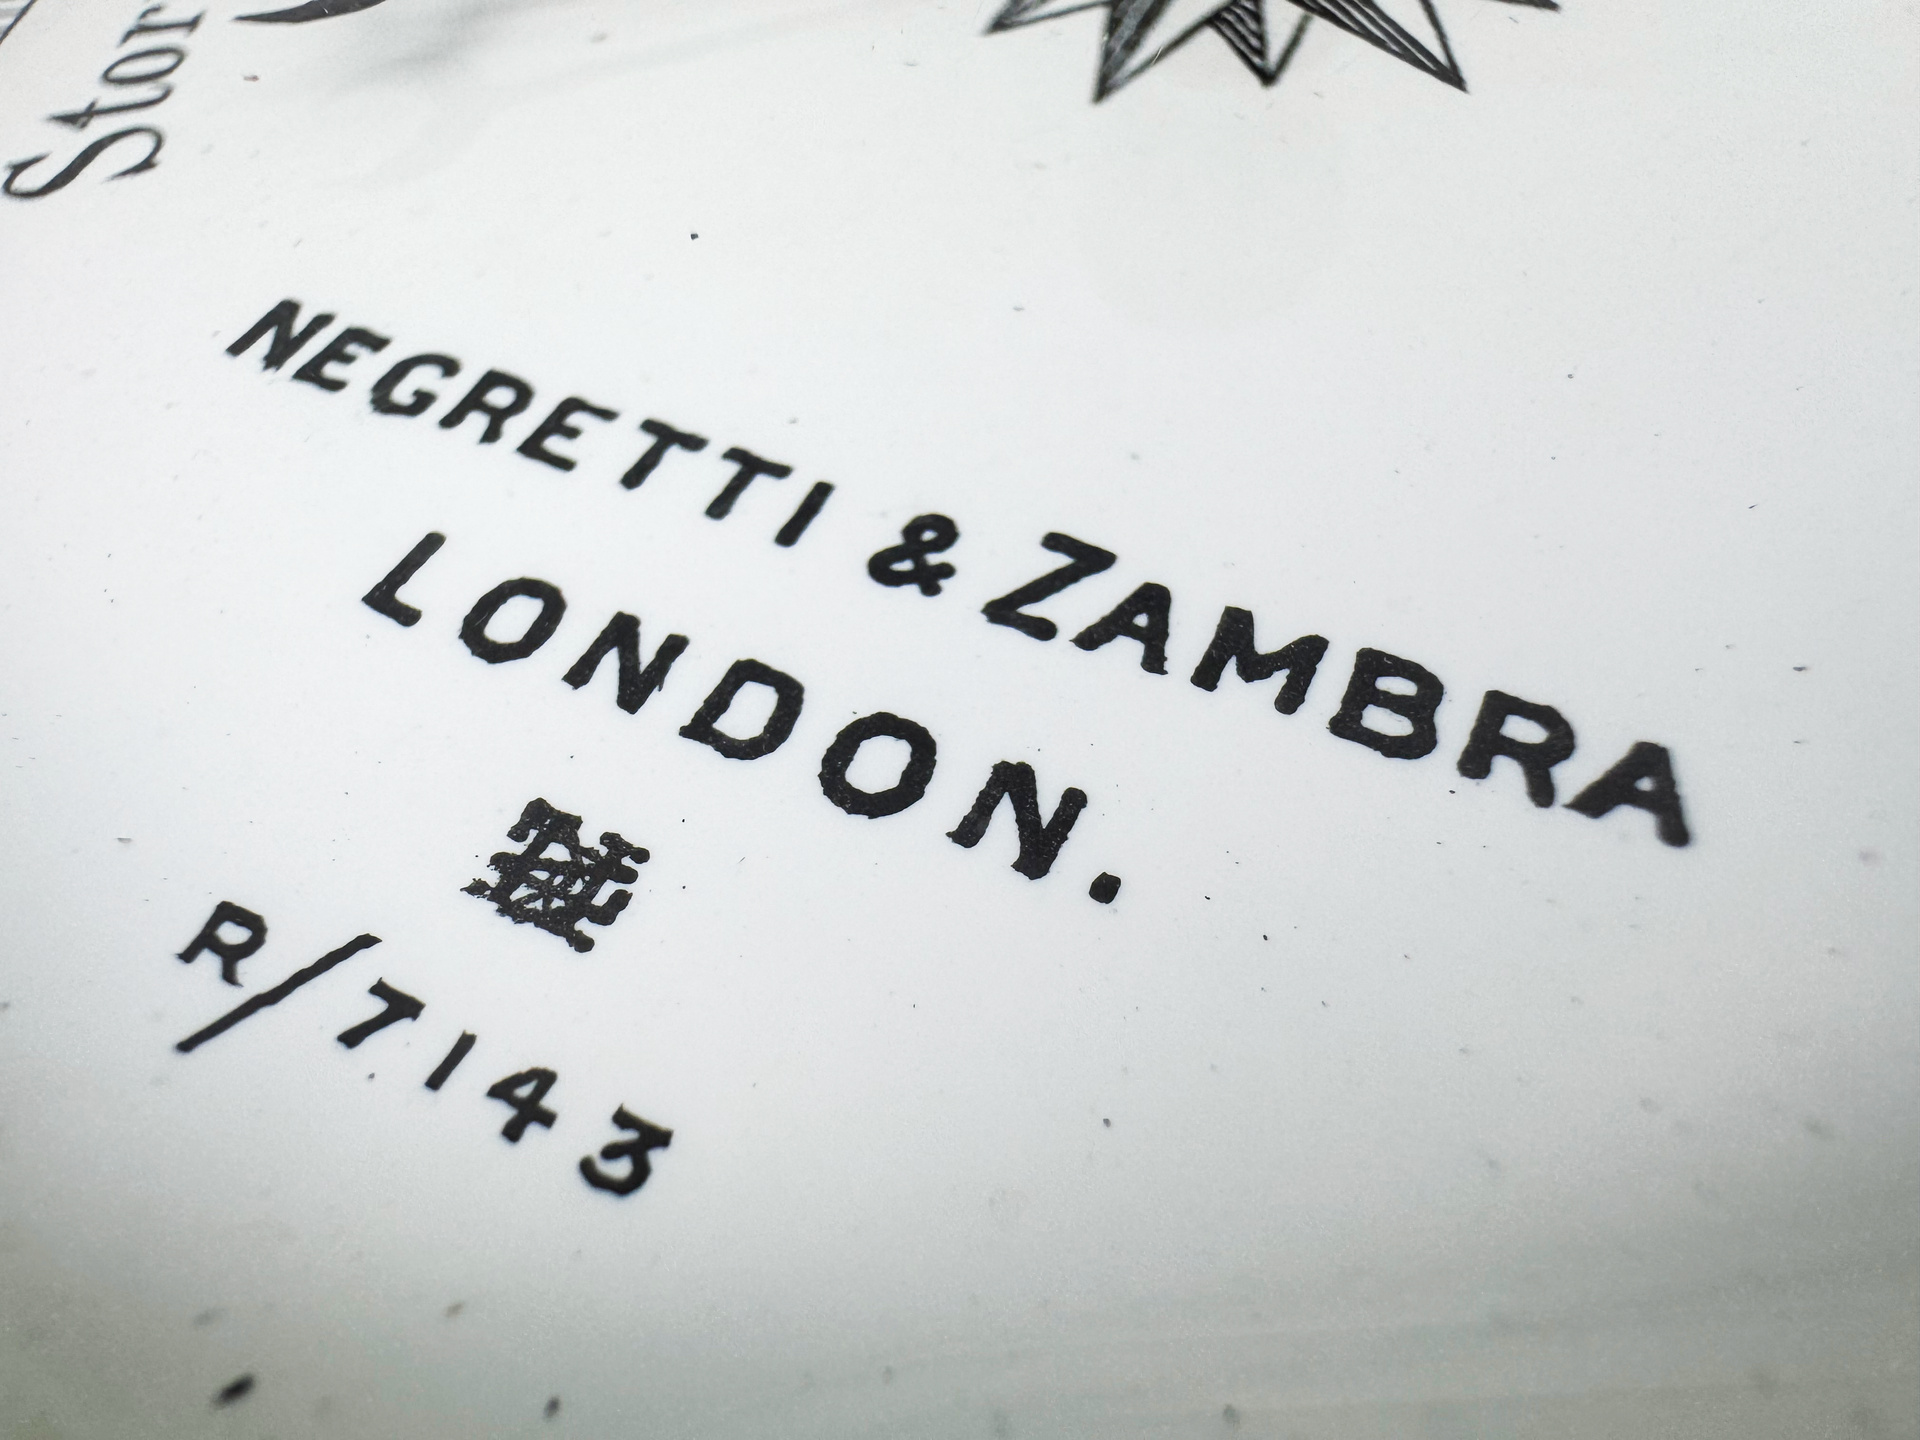 Stor
NEGRETTI & ZAMBRA
LONDON.
R/7143